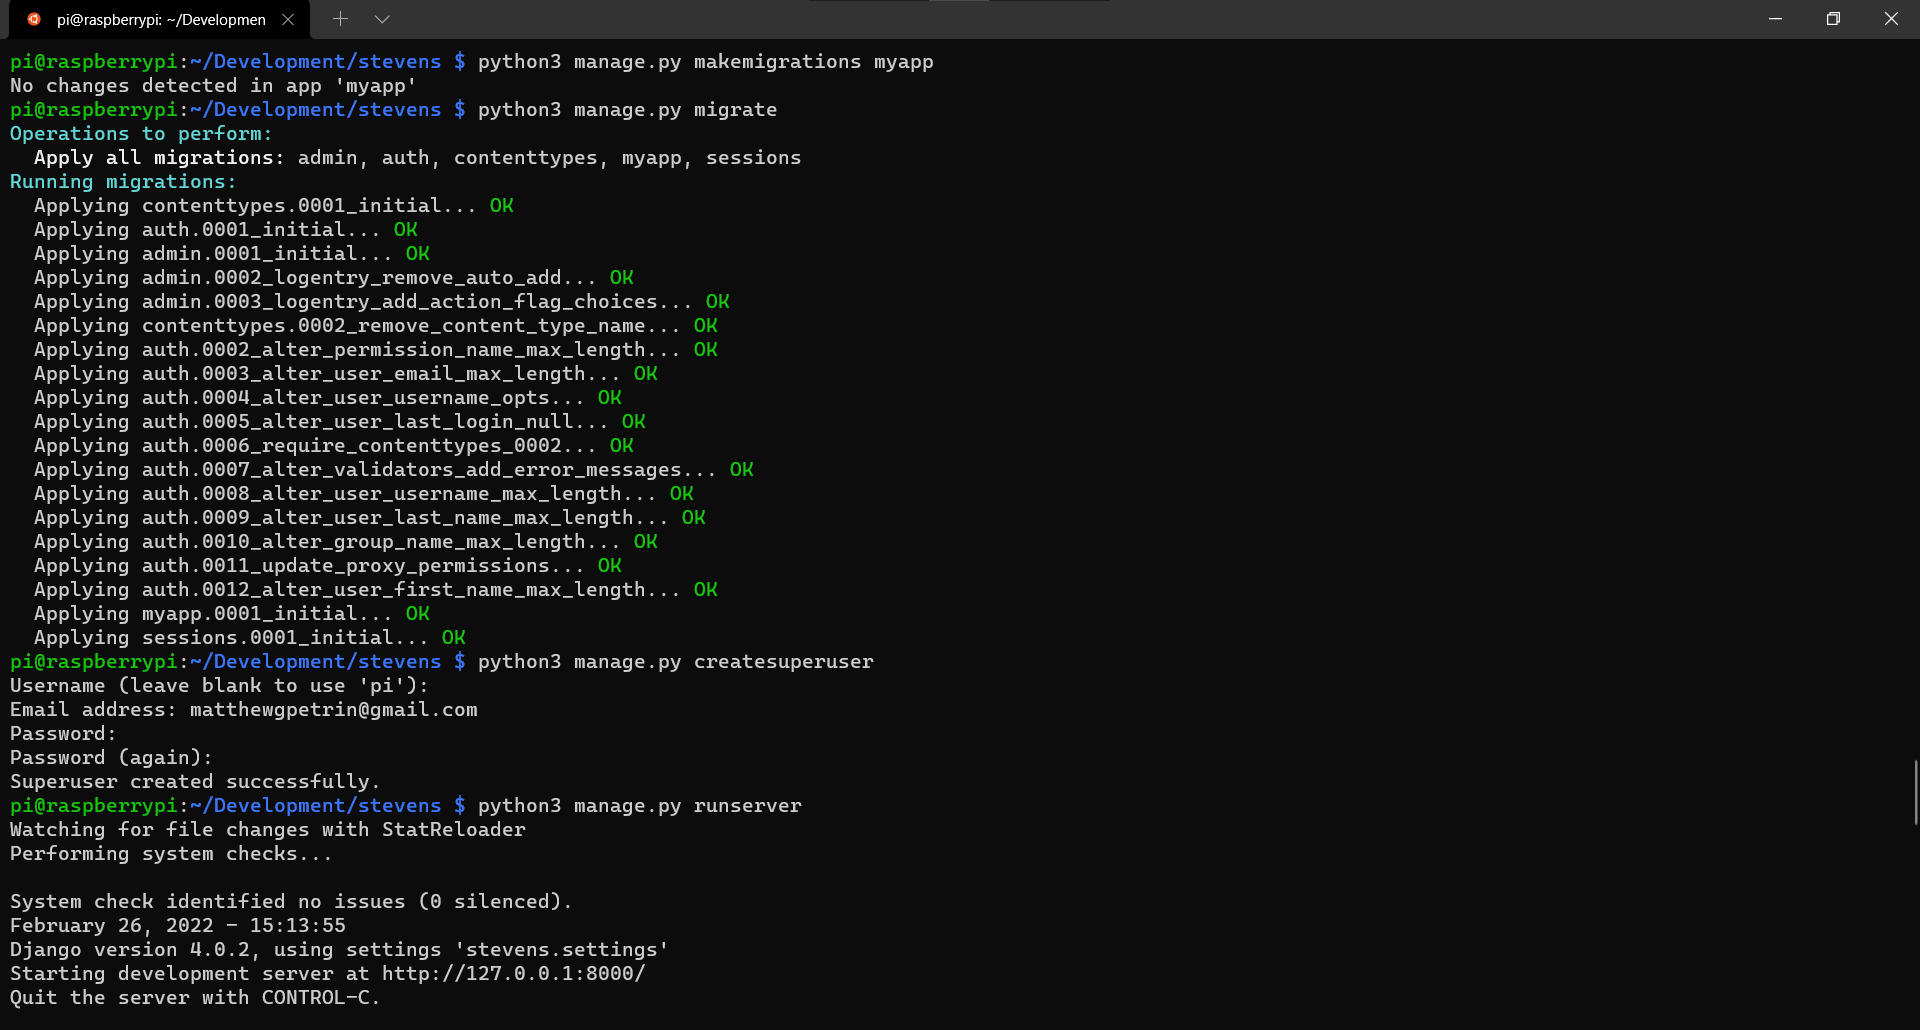 pi@raspberrypi: ~/Developmen
pi@raspberrypi:~/Development/stevens $ python3 manage.py makemigrations myapp
No changes detected in app 'myapp'
pi@raspberrypi:~/Development/stevens $ python3 manage.py migrate
Operations to perform:
  Apply all migrations: admin, auth, contenttypes, myapp, sessions
Running migrations:
  Applying contenttypes.0001_initial... OK
  Applying auth.0001_initial... OK
  Applying admin.0001_initial... OK
  Applying admin.0002_logentry_remove_auto_add... OK
  Applying admin.0003_logentry_add_action_flag_choices... OK
  Applying contenttypes.0002_remove_content_type_name... OK
  Applying auth.0002_alter_permission_name_max_length... OK
  Applying auth.0003_alter_user_email_max_length... OK
  Applying auth.0004_alter_user_username_opts... OK
  Applying auth.0005_alter_user_last_login_null... OK
  Applying auth.0006_require_contenttypes_0002... OK
  Applying auth.0007_alter_validators_add_error_messages... OK
  Applying auth.0008_alter_user_username_max_length... OK
  Applying auth.0009_alter_user_last_name_max_length... OK
  Applying auth.0010_alter_group_name_max_length... OK
  Applying auth.0011_update_proxy_permissions... OK
  Applying auth.0012_alter_user_first_name_max_length... OK
  Applying myapp.0001_initial... OK
  Applying sessions.0001_initial... OK
pi@raspberrypi:~/Development/stevens $ python3 manage.py createsuperuser
Username (leave blank to use 'pi'):
Email address: matthewgpetrin@gmail.com
Password:
Password (again):
Superuser created successfully.
pi@raspberrypi:~/Development/stevens $ python3 manage.py runserver
Watching for file changes with StatReloader
Performing system checks...

System check identified no issues (0 silenced).
February 26, 2022 - 15:13:55
Django version 4.0.2, using settings 'stevens.settings'
Starting development server at http://127.0.0.1:8000/
Quit the server with CONTROL-C.